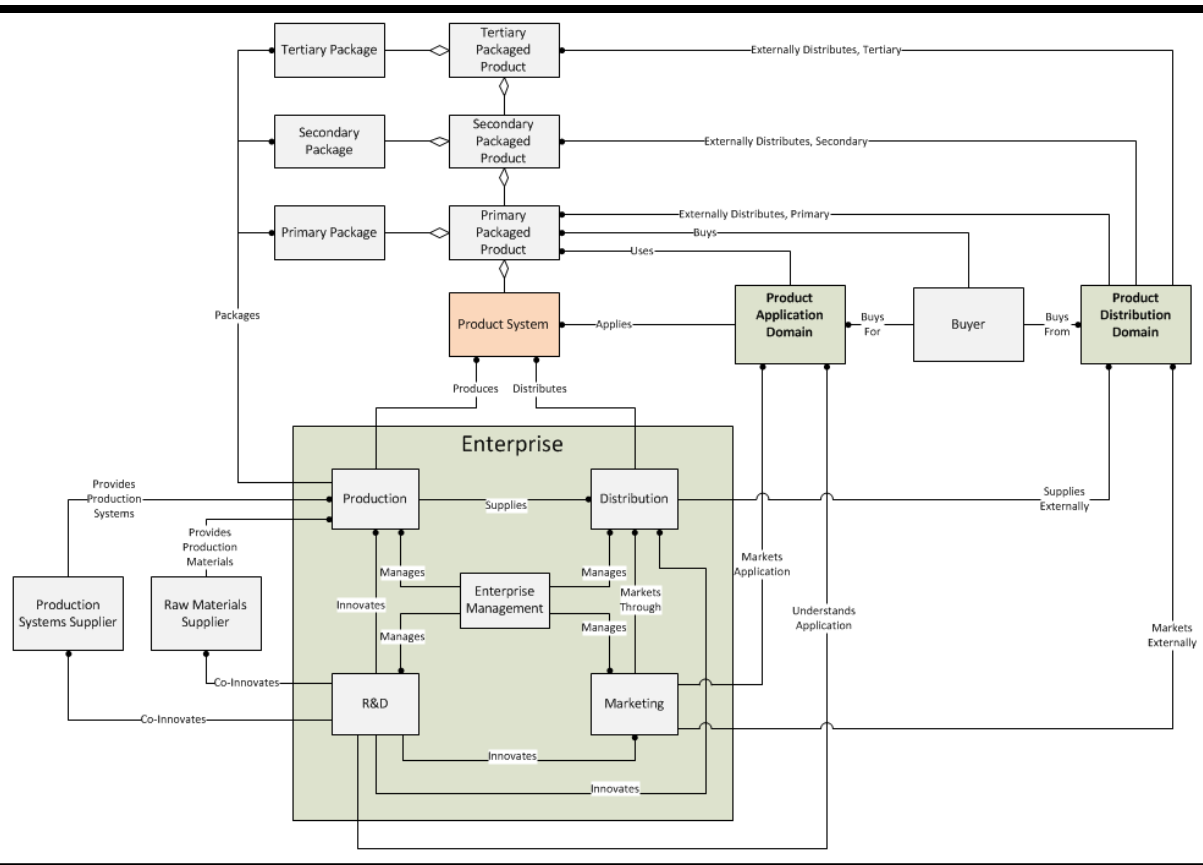 Tertiary Package
Tertiary
Packaged
Product
Externally Distributes, Tertiary
Secondary
Package
Secondary
Packaged
Product
Externally Distributes, Secondary
Primary Package
Primary
Packaged
Product
Externally Distributes, Primary
Buys
Uses
Packages
Product System
Applies
Product
Application
Domain
Buys
For
Buyer
Buys
From
Product
Distribution
Domain
Produces
Distributes
Enterprise
Provides
Production
Systems
Production
Supplies
Distribution
Supplies
Externally
Provides
Production
Materials
Manages
Enterprise
Management
Manages
Markets
Application
Production
Systems Supplier
Raw Materials
Supplier
Innovates
Markets
Through
Understands
Application
Manages
Manages
Markets
Externally
Co-Innovates
R&D
Marketing
Co-Innovates
Innovates
Innovates